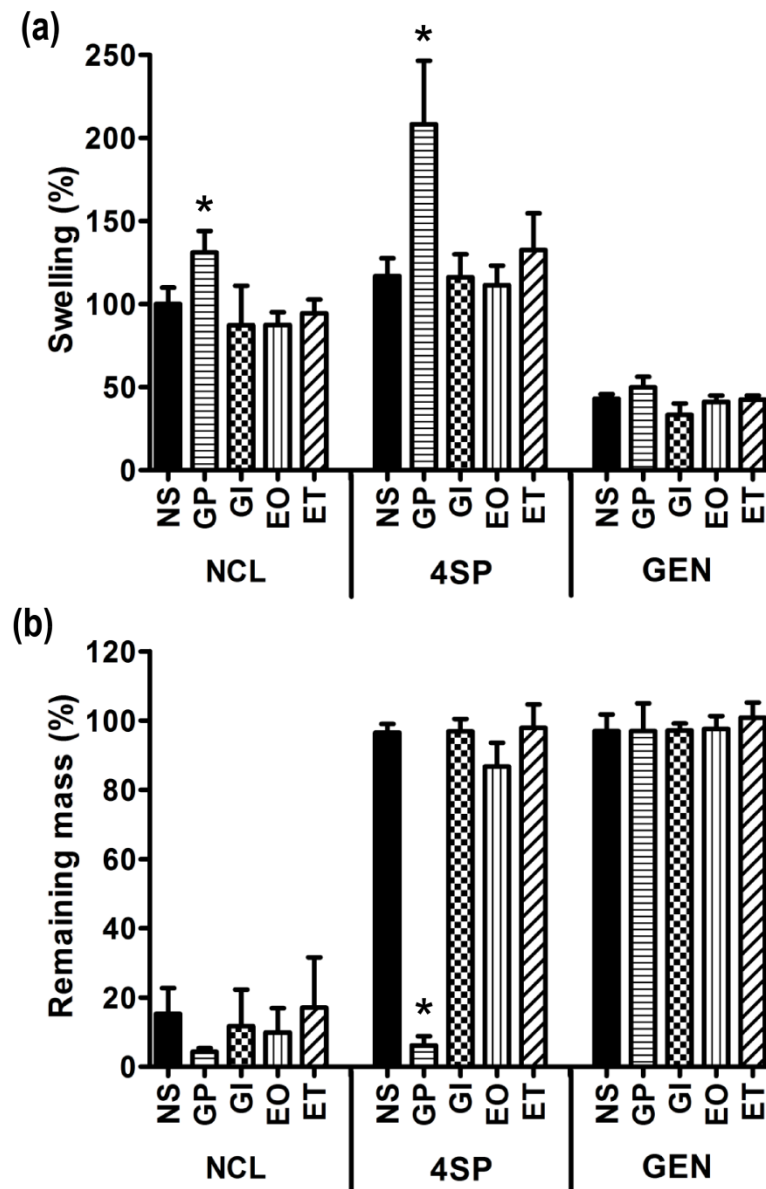 (a)
*
250
200
150
100
50
0
Swelling (%)
*
NS GP GI EO ET NS GP GI EO ET NS GP GI EO ET
NCL 4SP GEN
(b)
120
100
80
60
40
20
0
Remaining mass (%)
*
NS GP GI EO ET NS GP GI EO ET NS GP GI EO ET
NCL 4SP GEN